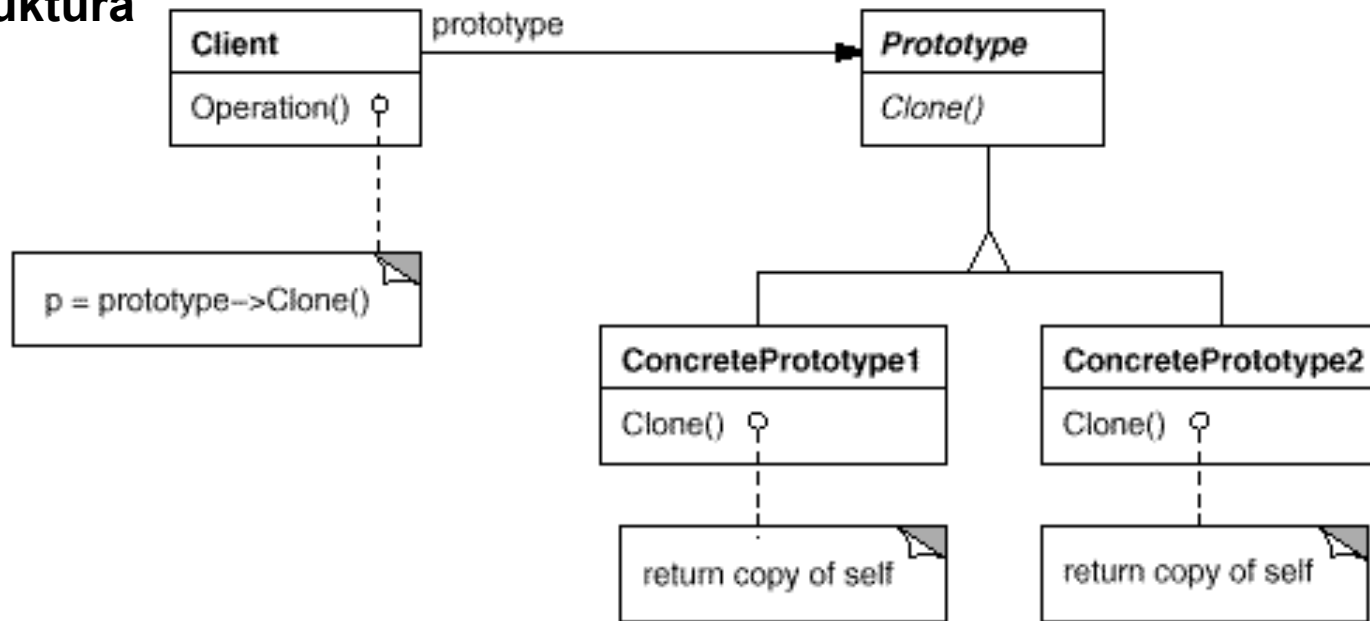 prototype
Client
Operation()
p = prototype–>Clone()
Prototype
Clone()
ConcretePrototype1
Clone()
return copy of self
ConcretePrototype2
Clone()
return copy of self